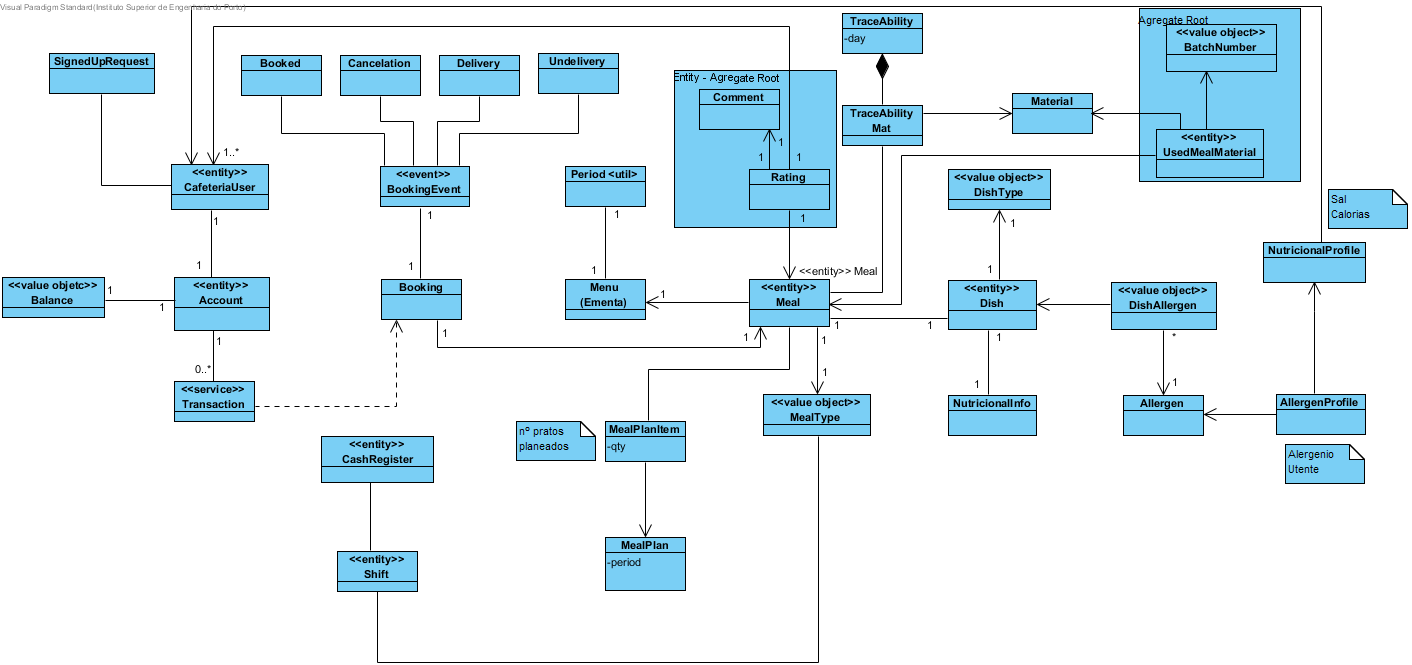 Visual Paradigm Standard(Instituto Superior de Engenharia do Porto)
TraceAbility
-day
Agregate Root
<<value object>>
BatchNumber
SignedUpRequest
Booked
Cancelation
Delivery
Undelivery
Entity - Agregate Root
Comment
TraceAbility
Mat
Material
<<entity>>
UsedMealMaterial
1..*
1
1
1
<<entity>>
CafeteriaUser
<<event>>
BookingEvent
Period <util>
Rating
<<value object>>
DishType
Sal
Calorias
1
1
1
1
1
NutricionalProfile
1
1
1
1
<<entity>> Meal
<<value objetc>>
Balance
1
1
<<entity>>
Account
Booking
Menu
(Ementa)
1
<<entity>>
Meal
<<entity>>
Dish
<<value object>>
DishAllergen
1
1
1
1
1
1
1
*
0..*
1
1
1
<<service>>
Transaction
<<value object>>
MealType
NutricionalInfo
Allergen
AllergenProfile
nº pratos
planeados
MealPlanItem
-qty
<<entity>>
CashRegister
Alergenio
Utente
MealPlan
-period
<<entity>>
Shift